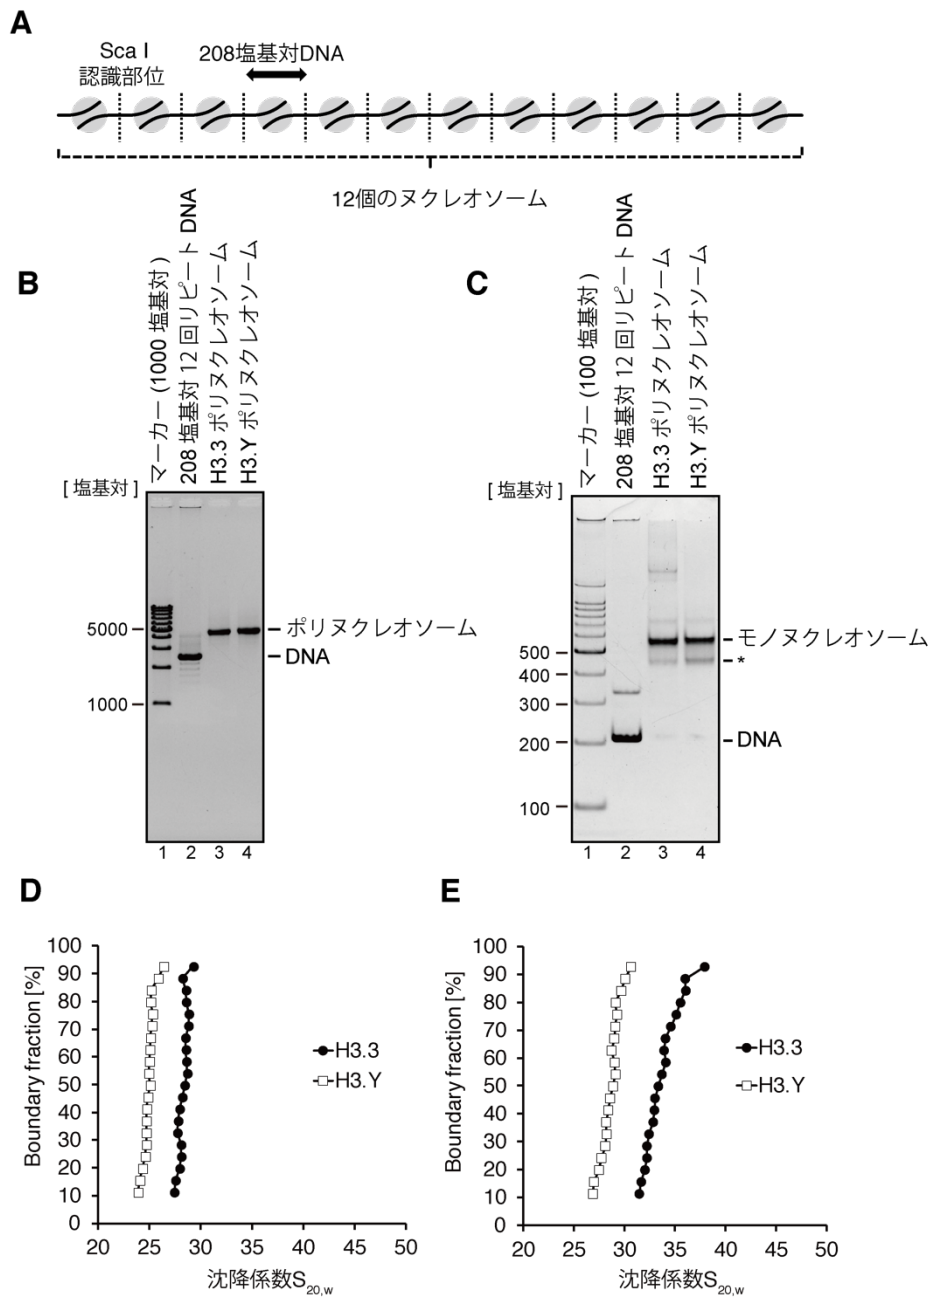 A
Sca I
認識部位
208塩基対DNA
12個のヌクレオソーム
B
マーカー (1000 塩基対 )
208 塩基対 12 回リピート DNA
H3.3 ポリヌクレオソーム
H3.Y ポリヌクレオソーム
[ 塩基対 ]
5000
1000
ポリヌクレオソーム
DNA
1 2 3 4
C
マーカー (100 塩基対 )
208 塩基対 12 回リピート DNA
H3.3 ポリヌクレオソーム
H3.Y ポリヌクレオソーム
[ 塩基対 ]
500
400
300
200
100
モノヌクレオソーム
*
DNA
1 2 3 4
D
Boundary fraction [%]
100
90
80
70
60
50
40
30
20
10
0
20 25 30 35 40 45 50
H3.3
H3.Y
沈降係数S20,w
E
Boundary fraction [%]
100
90
80
70
60
50
40
30
20
10
0
20 25 30 35 40 45 50
H3.3
H3.Y
沈降係数S20,w